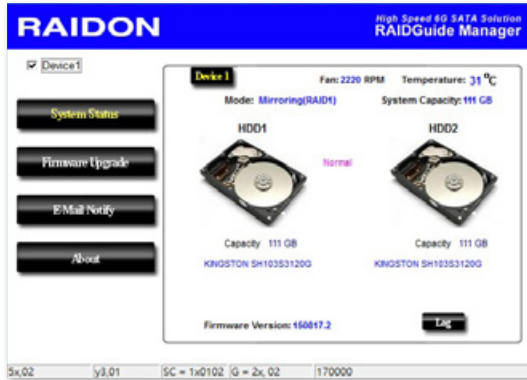 RAIDON
High Speed 6G SATA Solution
RAIDGuide Manager
Device1
System Status
Firmware Upgrade
E-Mail Notify
About
Device 1
Fan: 2220 RPM Temperature: 31 °C
Mode: Mirroring(RAID1) System Capacity: 111 GB
HDD1 HDD2
Normal
Capacity 111 GB Capacity 111 GB
KINGSTON SH103S3120G KINGSTON SH103S3120G
Firmware Version: 150817.2
Log
5x,02 y3,01 SC = 1x0102 G = 2x, 02 170000